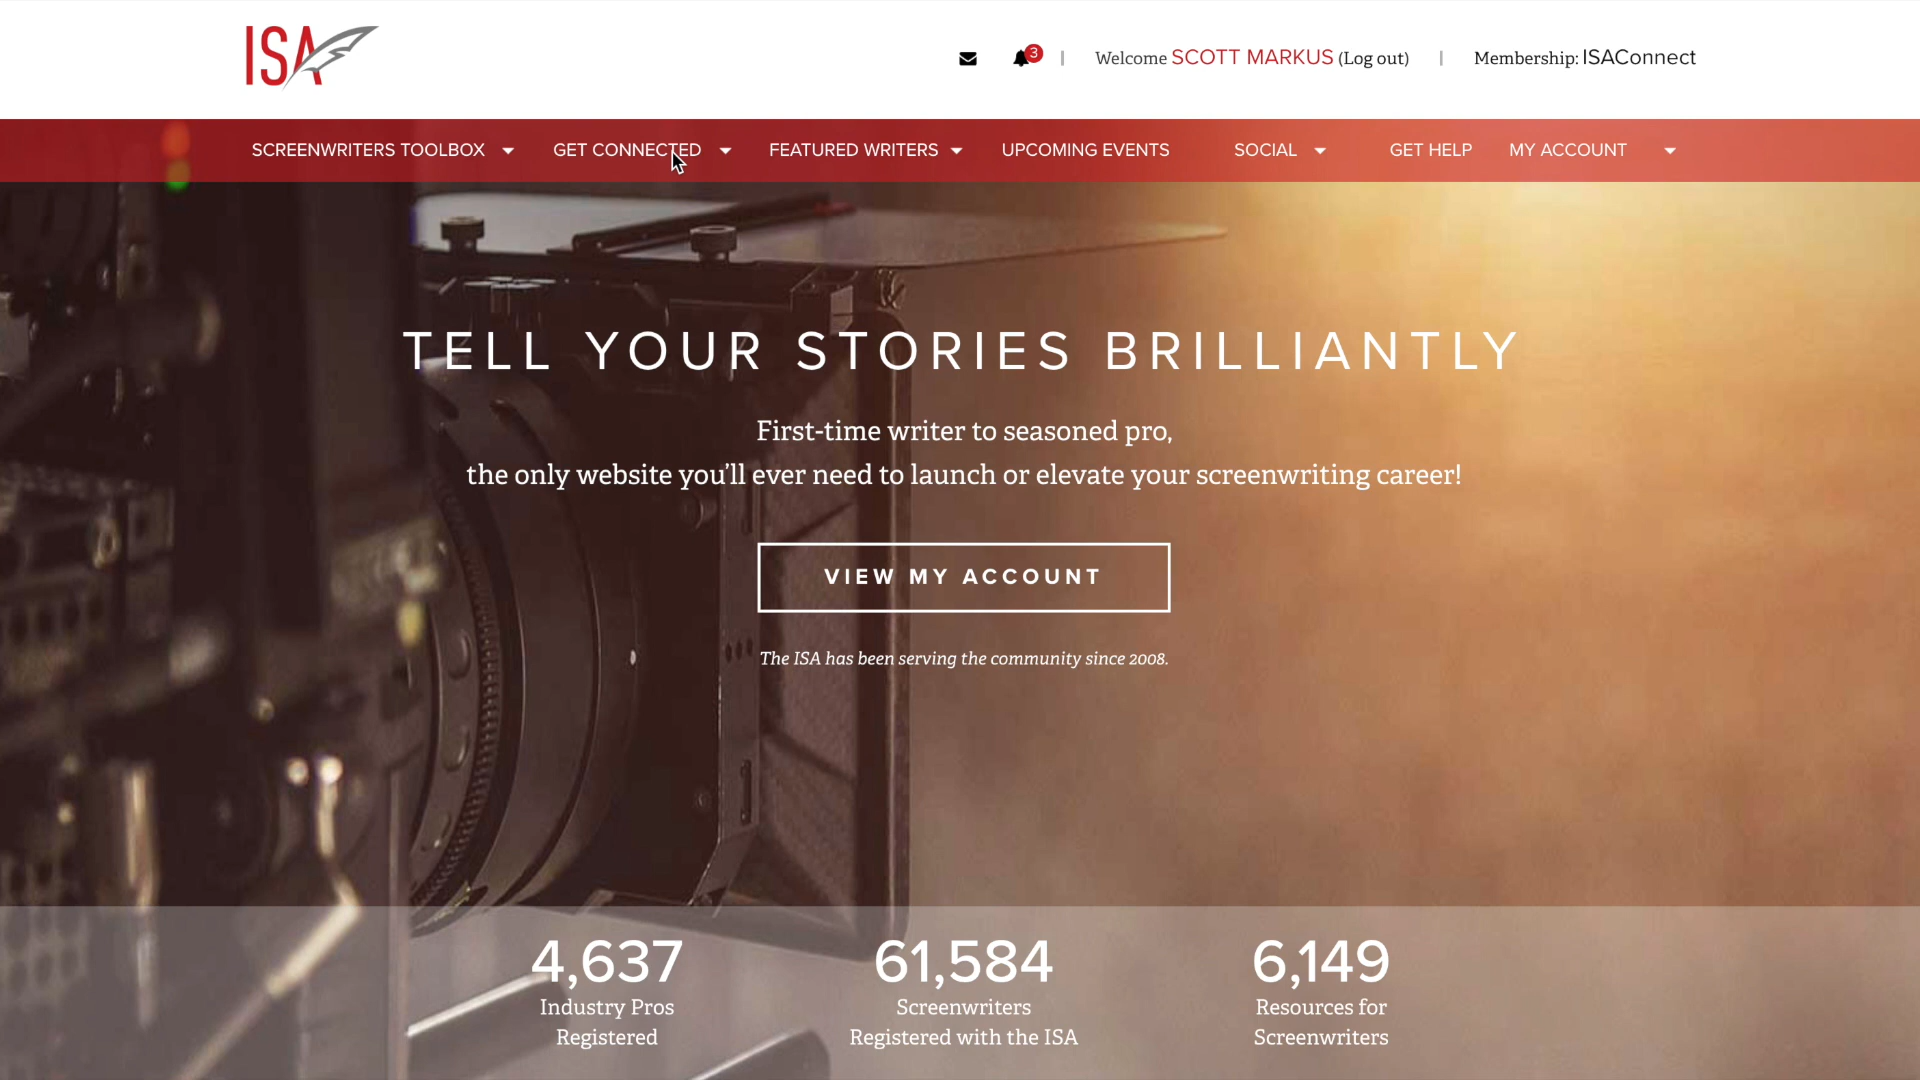 ISA
3
Welcome SCOTT MARKUS (Log out)
Membership: ISAConnect
SCREENWRITERS TOOLBOX
GET CONNECTED
FEATURED WRITERS
UPCOMING EVENTS
SOCIAL
GET HELP
MY ACCOUNT
TELL YOUR STORIES BRILLIANTLY
First-time writer to seasoned pro,
the only website you'll ever need to launch or elevate your screenwriting career!
VIEW MY ACCOUNT
The ISA has been serving the community since 2008.
4,637
Industry Pros
Registered
61,584
Screenwriters
Registered with the ISA
6,149
Resources for
Screenwriters